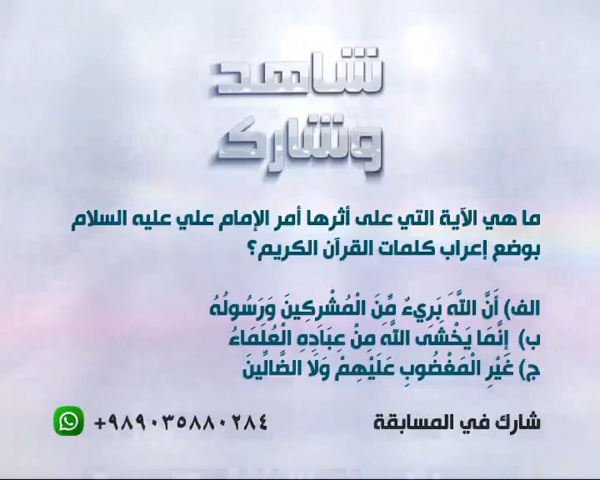 شاهد
وشارك
ما هي الآية التي على أثرها أمر الإمام علي عليه السلام
بوضع إعراب كلمات القرآن الكريم؟
الف) أَنَّ اللَّهَ بَرِيءٌ مِّنَ الْمُشْرِكِينَ وَرَسُولُهُ
ب) إِنَّمَا يَخْشَى اللَّهَ مِنْ عِبَادِهِ الْعُلَمَاءُ
ج) غَيْرِ الْمَغْضُوبِ عَلَيْهِمْ وَلَا الضَّالِّينَ
شارك في المسابقة +٩٨٩٠٣٥٨٨٠٢٨٤